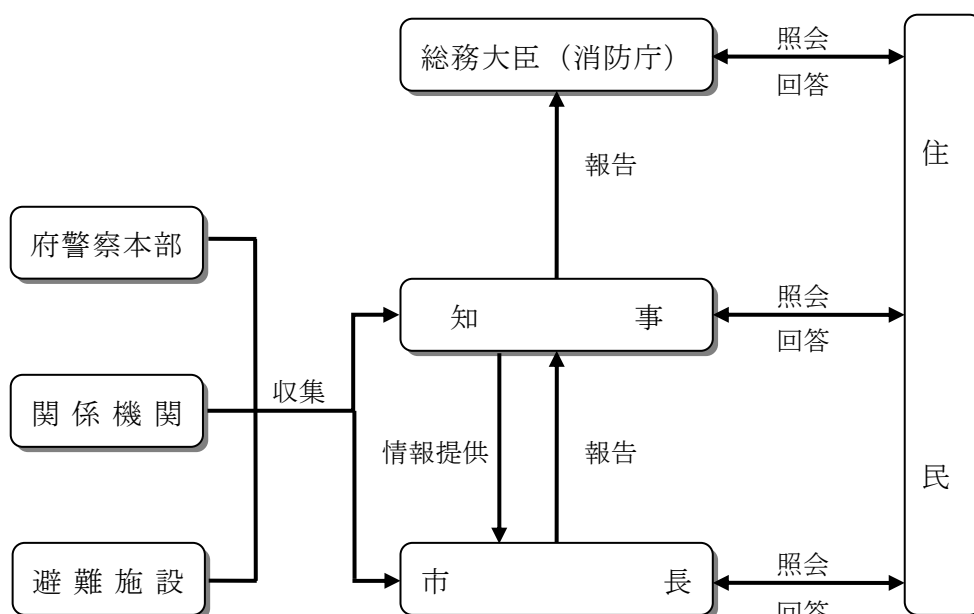 総務大臣（消防庁）
照会
回答
住民
報告
府警察本部
知事
照会
回答
関係機関
収集
情報提供
報告
避難施設
市長
照会
回答